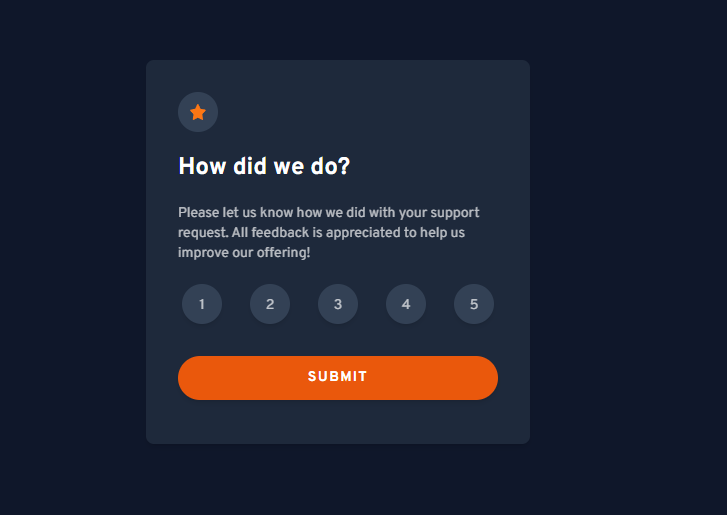 How did we do?
Please let us know how we did with your support
request. All feedback is appreciated to help us
improve our offering!
1 2 3 4 5
SUBMIT